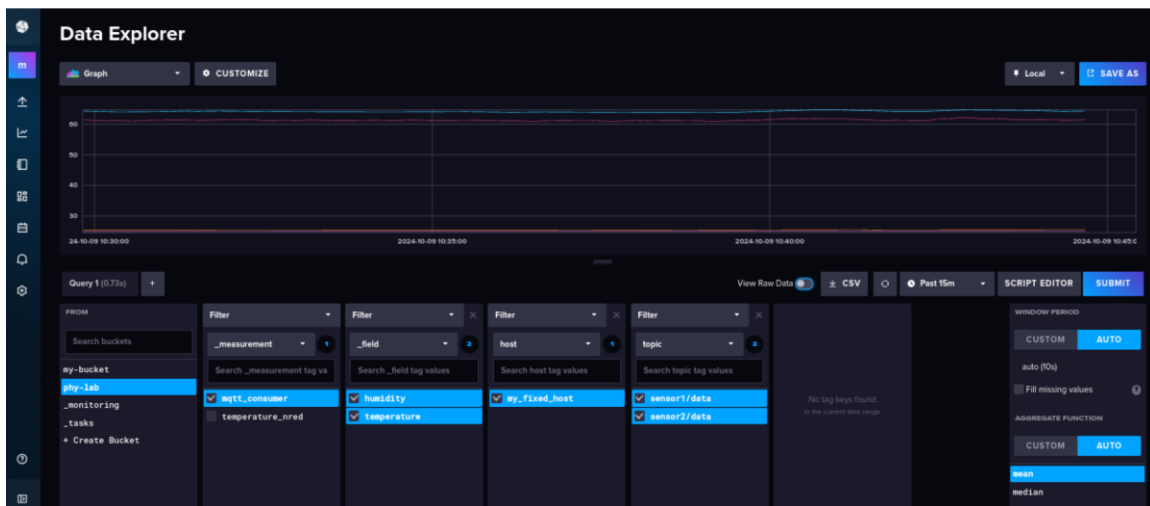 Data Explorer
m
Graph
CUSTOMIZE
Local
SAVE AS
60
50
40
30
24-10-09 10:30:00
2024-10-09 10:35:00
2024-10-09 10:40:00
2024-10-09 10:45:0
Query 1 (0.73s)
+
View Raw Data
CSV
Past 15m
SCRIPT EDITOR
SUBMIT
FROM
Search buckets
my-bucket
phy-lab
_monitoring
_tasks
+ Create Bucket
Filter
_measurement
1
Search _measurement tag va
mqtt_consumer
temperature_nred
Filter
_field
2
Search _field tag values
humidity
temperature
Filter
host
1
Search host tag values
my_fixed_host
Filter
topic
2
Search topic tag values
sensor1/data
sensor2/data
No tag keys found
in the current time range
WINDOW PERIOD
CUSTOM
AUTO
auto (10s)
Fill missing values
?
AGGREGATE FUNCTION
CUSTOM
AUTO
mean
median